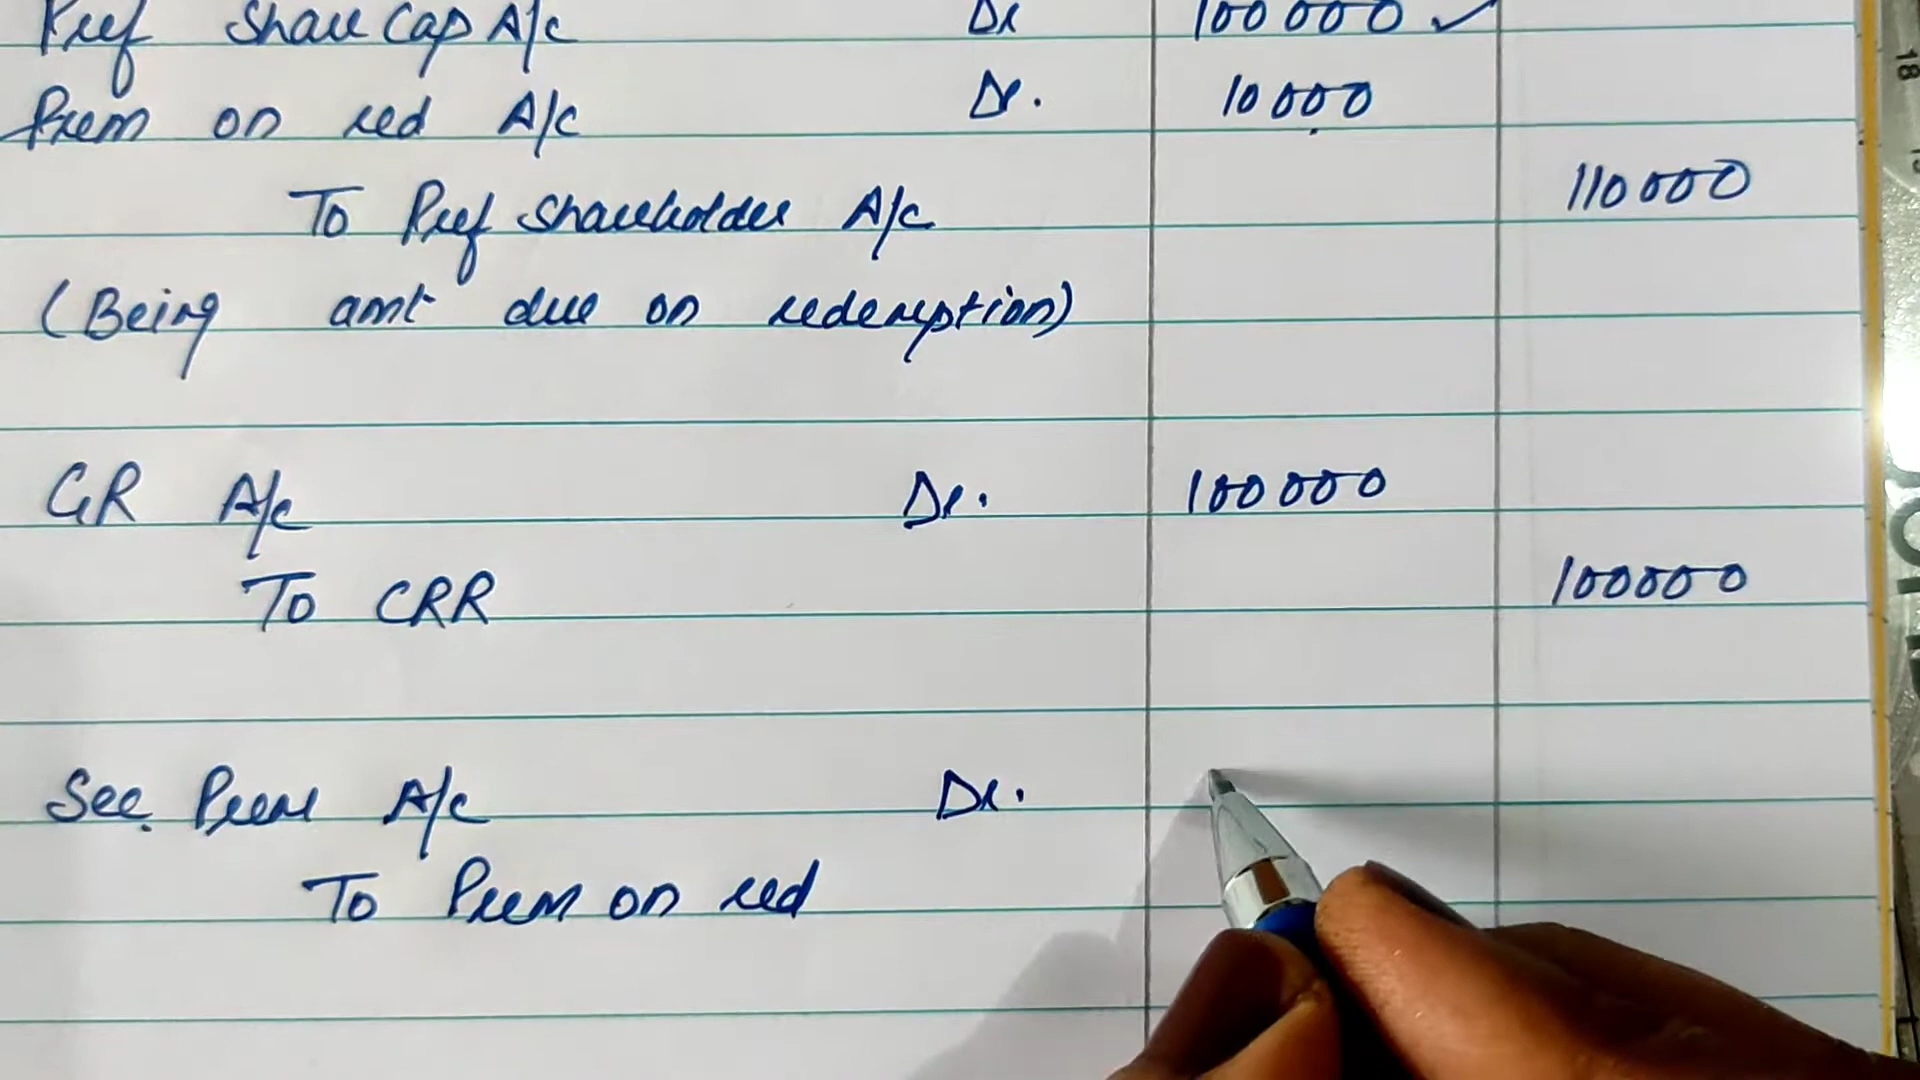 Pref Share Cap A/c Dr 100000 ✓
Prem on red A/c Dr. 10000
To Pref shareholder A/c 110000
(Being amt due on redemption)
GR A/c Dr. 100000
To CRR 100000
Sec. Prem A/c Dr.
To Prem on red
18